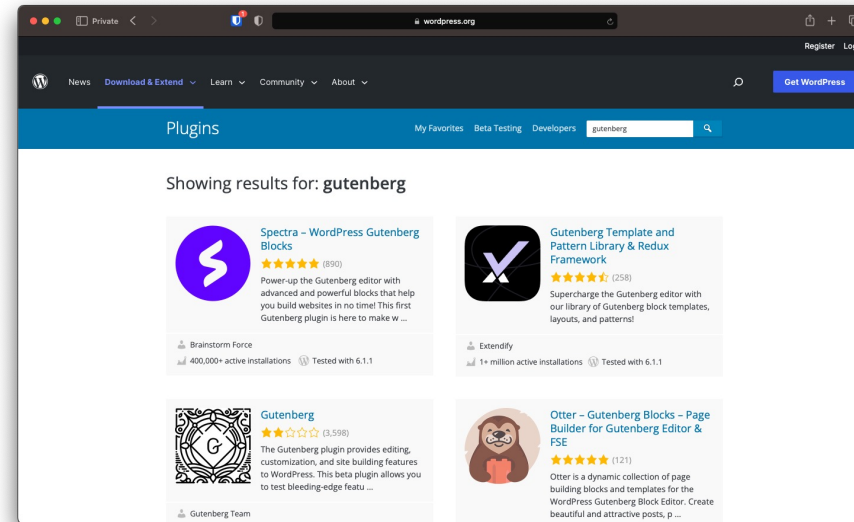 Private
1
wordpress.org
Register Log
News Download & Extend Learn Community About
Get WordPress
Plugins
My Favorites Beta Testing Developers gutenberg
Showing results for: gutenberg
Spectra – WordPress Gutenberg
Blocks
(890)
Power-up the Gutenberg editor with
advanced and powerful blocks that help
you build websites in no time! This first
Gutenberg plugin is here to make w ...
Brainstorm Force
400,000+ active installations Tested with 6.1.1
Gutenberg Template and
Pattern Library & Redux
Framework
(258)
Supercharge the Gutenberg editor with
our library of Gutenberg block templates,
layouts, and patterns!
Extendify
1+ million active installations Tested with 6.1.1
G
Gutenberg
(3,598)
The Gutenberg plugin provides editing,
customization, and site building features
to WordPress. This beta plugin allows you
to test bleeding-edge featu ...
Gutenberg Team
Otter – Gutenberg Blocks – Page
Builder for Gutenberg Editor &
FSE
(121)
Otter is a dynamic collection of page
building blocks and templates for the
WordPress Gutenberg Block Editor. Create
beautiful and attractive posts, p ...